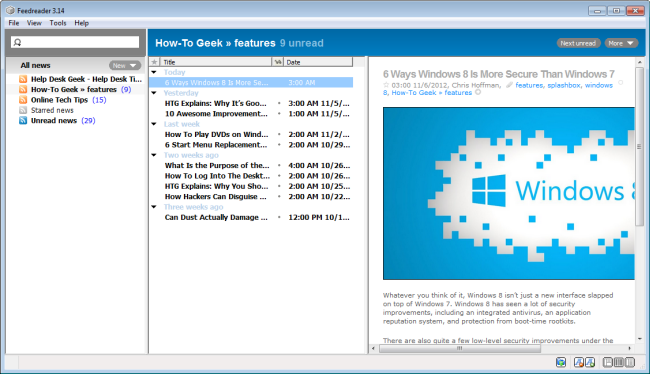 Feedreader 3.14
File View Tools Help
How-To Geek » features 9 unread
Next unread
More
All news
New
Help Desk Geek - Help Desk Ti...
How-To Geek » features (9)
Online Tech Tips (15)
Starred news
Unread news (29)
Title Date
Today
6 Ways Windows 8 Is More Se... 3:00 AM
Yesterday
HTG Explains: Why It's Goo... 3:00 AM 11/5/...
10 Awesome Improvement... 1:00 AM 11/5/...
Last week
How To Play DVDs on Wind... 2:00 AM 11/2/...
6 Start Menu Replacement... 2:00 AM 10/29...
Two weeks ago
What Is the Purpose of the... 4:00 AM 10/26...
How To Log Into The Deskt... 2:00 AM 10/26...
HTG Explains: Why You Sho... 2:00 AM 10/25...
How Hackers Can Disguise ... 2:00 AM 10/22...
Three weeks ago
Can Dust Actually Damage ... 12:00 PM 10/1...
6 Ways Windows 8 Is More Secure Than Windows 7
03:00 11/6/2012, Chris Hoffman, features, splashbox, windows
8, How-To Geek » features
Windows 8
Whatever you think of it, Windows 8 isn't just a new interface slapped
on top of Windows 7. Windows 8 has seen a lot of security
improvements, including an integrated antivirus, an application
reputation system, and protection from boot-time rootkits.
There are also quite a few low-level security improvements under the